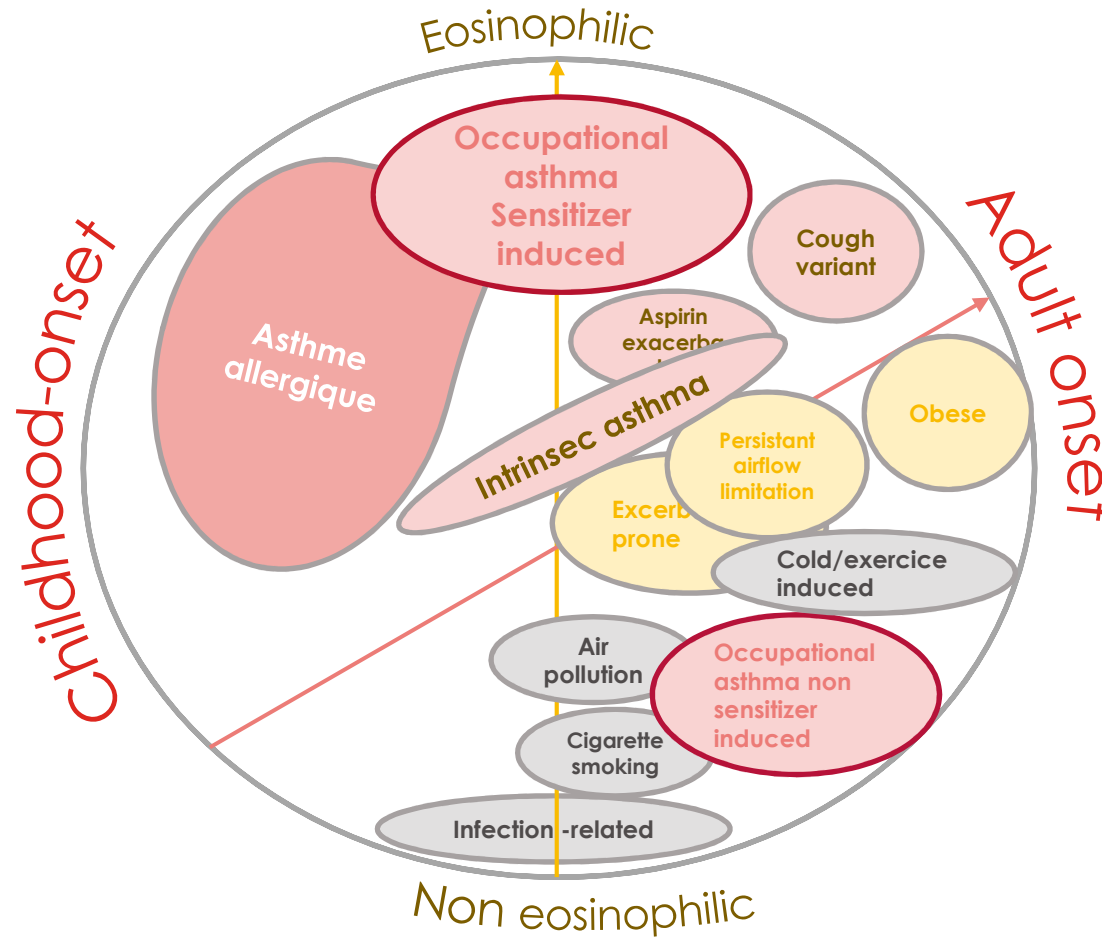 Eosinophilic
Occupational
asthma
Sensitizer
induced
Childhood-onset
Adult onset
Cough
variant
Asthme
allergique
Aspirin
Intrinsec asthma
Obese
Persistant
airflow
limitation
prone
Cold/exercice
induced
Air
pollution
Occupational
asthma non
sensitizer
induced
Cigarette
smoking
Infection -related
Non eosinophilic